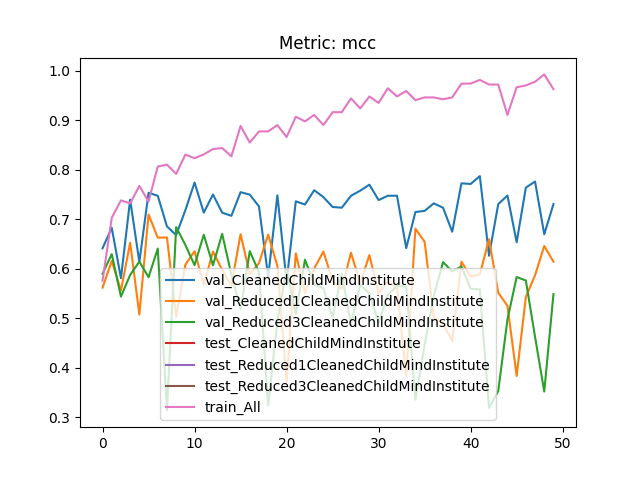 Metric: mcc
1.0
0.9
0.8
0.7
0.6
0.5
0.4
0.3
val_CleanedChildMindInstitute
val_Reduced1CleanedChildMindInstitute
val_Reduced3CleanedChildMindInstitute
test_CleanedChildMindInstitute
test_Reduced1CleanedChildMindInstitute
test_Reduced3CleanedChildMindInstitute
train_All
0 10 20 30 40 50